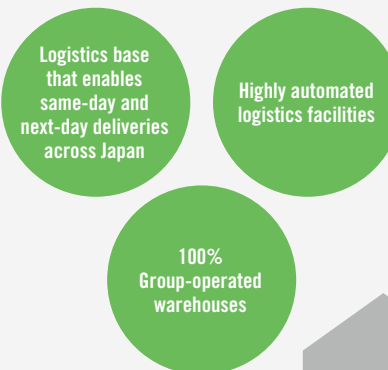 Logistics base
that enables
same-day and
next-day deliveries
across Japan
Highly automated
logistics facilities
100%
Group-operated
warehouses